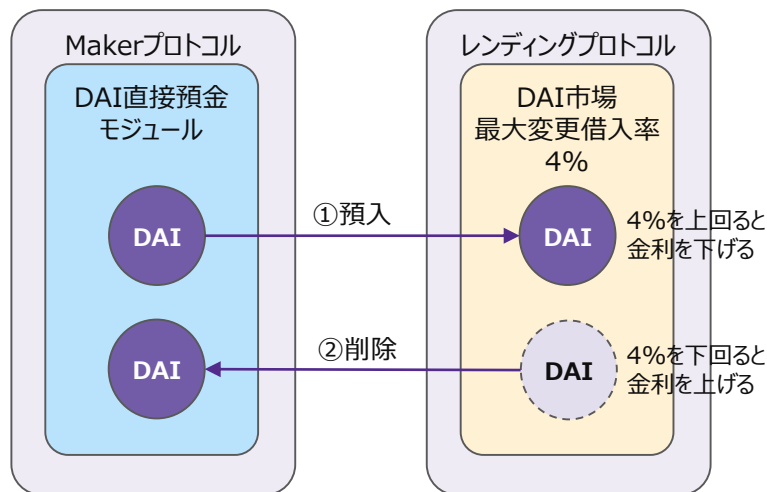 Makerプロトコル
DAI直接預金
モジュール
DAI
①預入
DAI
②削除
レンディングプロトコル
DAI市場
最大変更借入率
4%
DAI
4%を上回ると
金利を下げる
DAI
4%を下回ると
金利を上げる